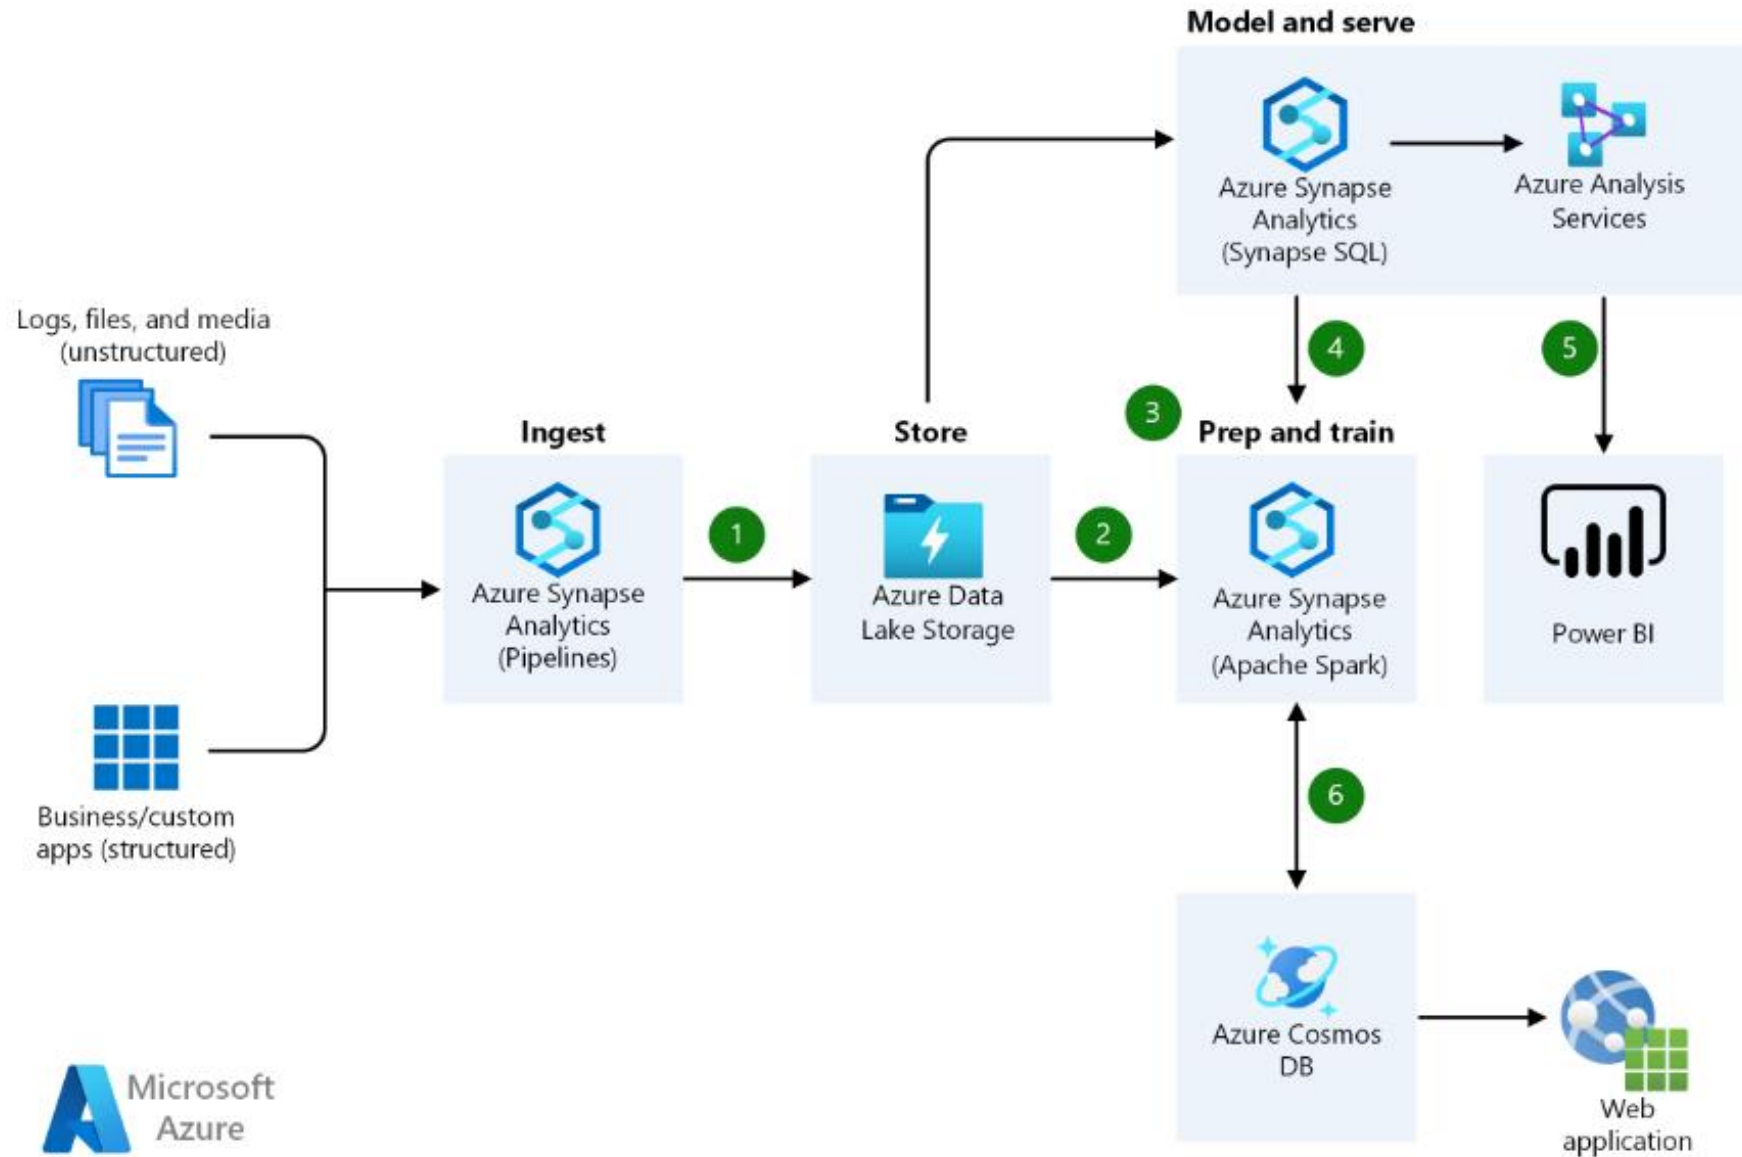 Model and serve
Azure Synapse
Analytics
(Synapse SQL)
Azure Analysis
Services
Logs, files, and media
(unstructured)
4
5
3
Ingest
Store
Prep and train
1
2
Azure Synapse
Analytics
(Pipelines)
Azure Data
Lake Storage
Azure Synapse
Analytics
(Apache Spark)
Power BI
6
Business/custom
apps (structured)
Azure Cosmos
DB
Web
application
Microsoft
Azure